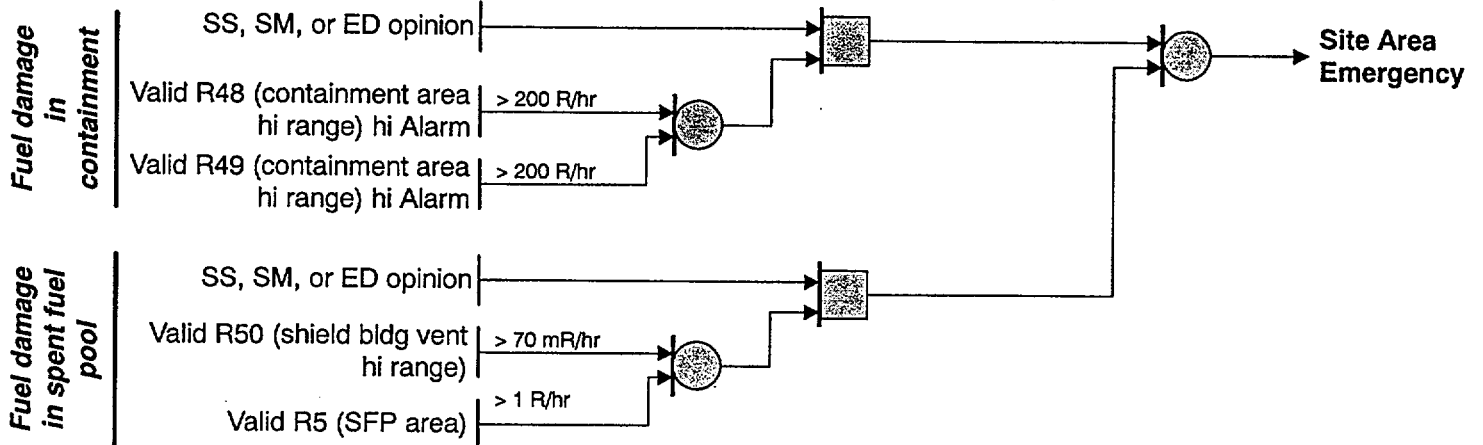 Fuel damage
in
containment
SS, SM, or ED opinion
Valid R48 (containment area
hi range) hi Alarm
> 200 R/hr
Valid R49 (containment area
hi range) hi Alarm
> 200 R/hr
Site Area
Emergency
Fuel damage
in spent fuel
pool
SS, SM, or ED opinion
Valid R50 (shield bldg vent
hi range)
> 70 mR/hr
Valid R5 (SFP area)
> 1 R/hr